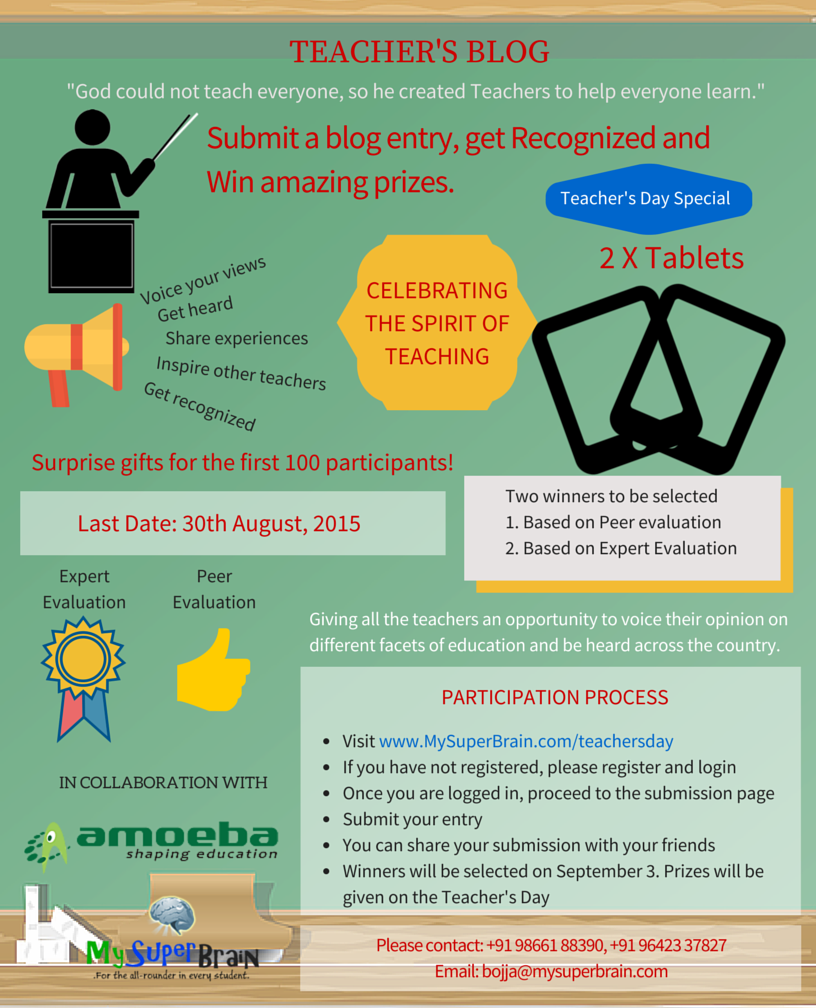 TEACHER'S BLOG
"God could not teach everyone, so he created Teachers to help everyone learn."
Submit a blog entry, get Recognized and
Win amazing prizes.
Teacher's Day Special
2 X Tablets
Voice your views
Get heard
Share experiences
Inspire other teachers
Get recognized
CELEBRATING
THE SPIRIT OF
TEACHING
Surprise gifts for the first 100 participants!
Last Date: 30th August, 2015
Two winners to be selected
1. Based on Peer evaluation
2. Based on Expert Evaluation
Expert
Evaluation
Peer
Evaluation
Giving all the teachers an opportunity to voice their opinion on
different facets of education and be heard across the country.
PARTICIPATION PROCESS
• Visit www.MySuperBrain.com/teachersday
• If you have not registered, please register and login
• Once you are logged in, proceed to the submission page
• Submit your entry
• You can share your submission with your friends
• Winners will be selected on September 3. Prizes will be
given on the Teacher's Day
IN COLLABORATION WITH
amoeba
shaping education
My Super Brain
.For the all-rounder in every student.
Please contact: +91 98661 88390, +91 96423 37827
Email: bojja@mysuperbrain.com